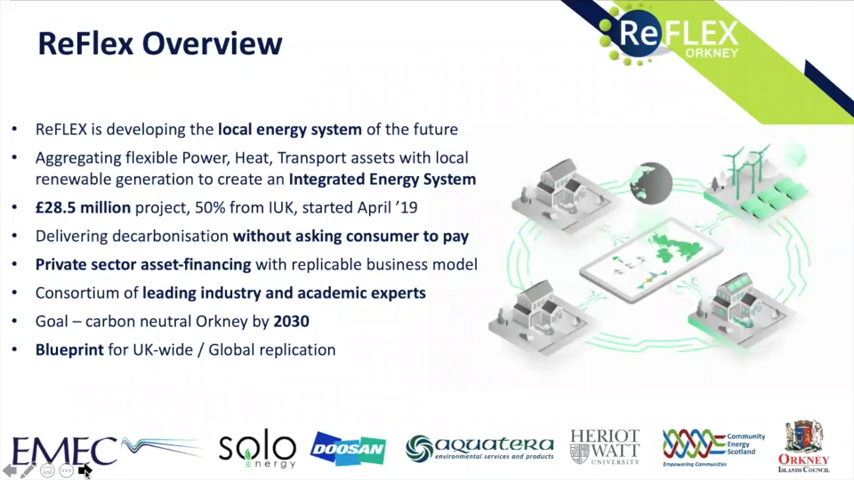 ReFlex Overview
ReFLEX
ORKNEY
• ReFLEX is developing the local energy system of the future
• Aggregating flexible Power, Heat, Transport assets with local
renewable generation to create an Integrated Energy System
• £28.5 million project, 50% from IUK, started April ’19
• Delivering decarbonisation without asking consumer to pay
• Private sector asset-financing with replicable business model
• Consortium of leading industry and academic experts
• Goal – carbon neutral Orkney by 2030
• Blueprint for UK-wide / Global replication
EMEC
solo
energy
DOOSAN
aquatera
environmental services and products
HERIOT
WATT
UNIVERSITY
Community
Energy
Scotland
Empowering Communities
ORKNEY
ISLANDS COUNCIL